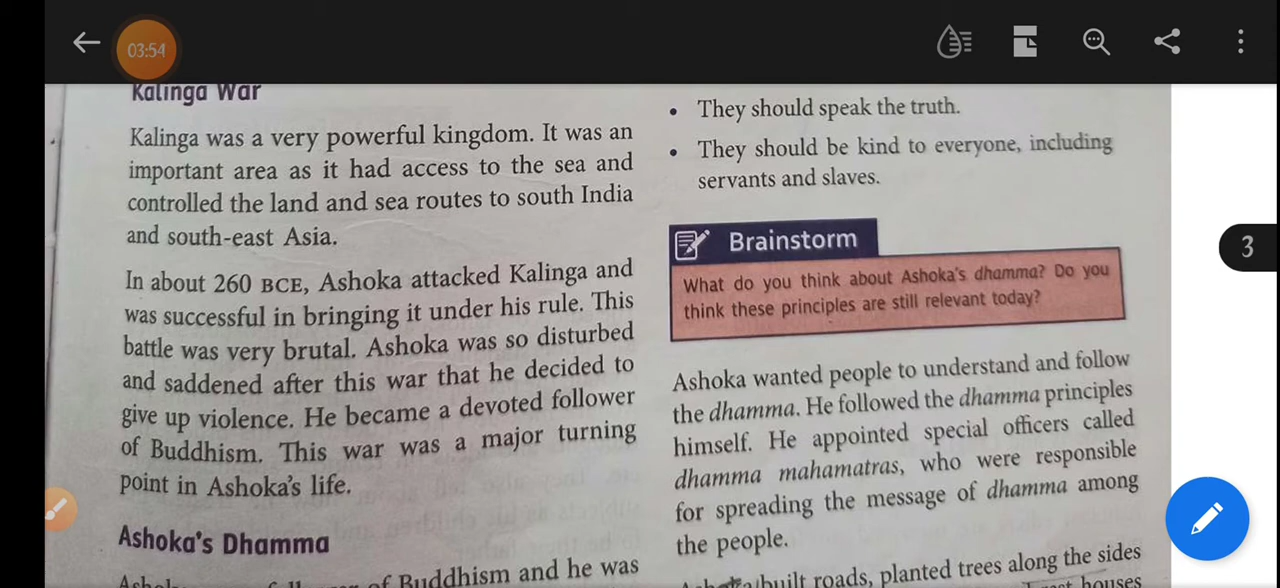 03:54
Kalinga War
Kalinga was a very powerful kingdom. It was an
important area as it had access to the sea and
controlled the land and sea routes to south India
and south-east Asia.
In about 260 BCE, Ashoka attacked Kalinga and
was successful in bringing it under his rule. This
battle was very brutal. Ashoka was so disturbed
and saddened after this war that he decided to
give up violence. He became a devoted follower
of Buddhism. This war was a major turning
point in Ashoka's life.
Ashoka's Dhamma
of Buddhism and he was
• They should speak the truth.
• They should be kind to everyone, including
servants and slaves.
Brainstorm
What do you think about Ashoka's dhamma? Do you
think these principles are still relevant today?
Ashoka wanted people to understand and follow
the dhamma. He followed the dhamma principles
himself. He appointed special officers called
dhamma mahamatras, who were responsible
for spreading the message of dhamma among
the people.
built roads, planted trees along the sides
houses
3